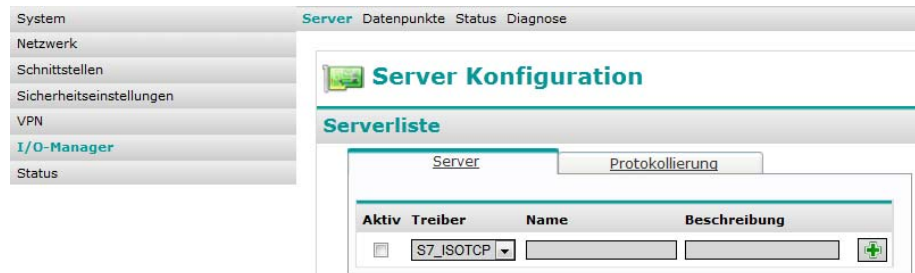 System
Netzwerk
Schnittstellen
Sicherheitseinstellungen
VPN
I/O-Manager
Status
Server Datenpunkte Status Diagnose
Server Konfiguration
Serverliste
Server Protokollierung
Aktiv Treiber Name Beschreibung
S7_ISOTCP